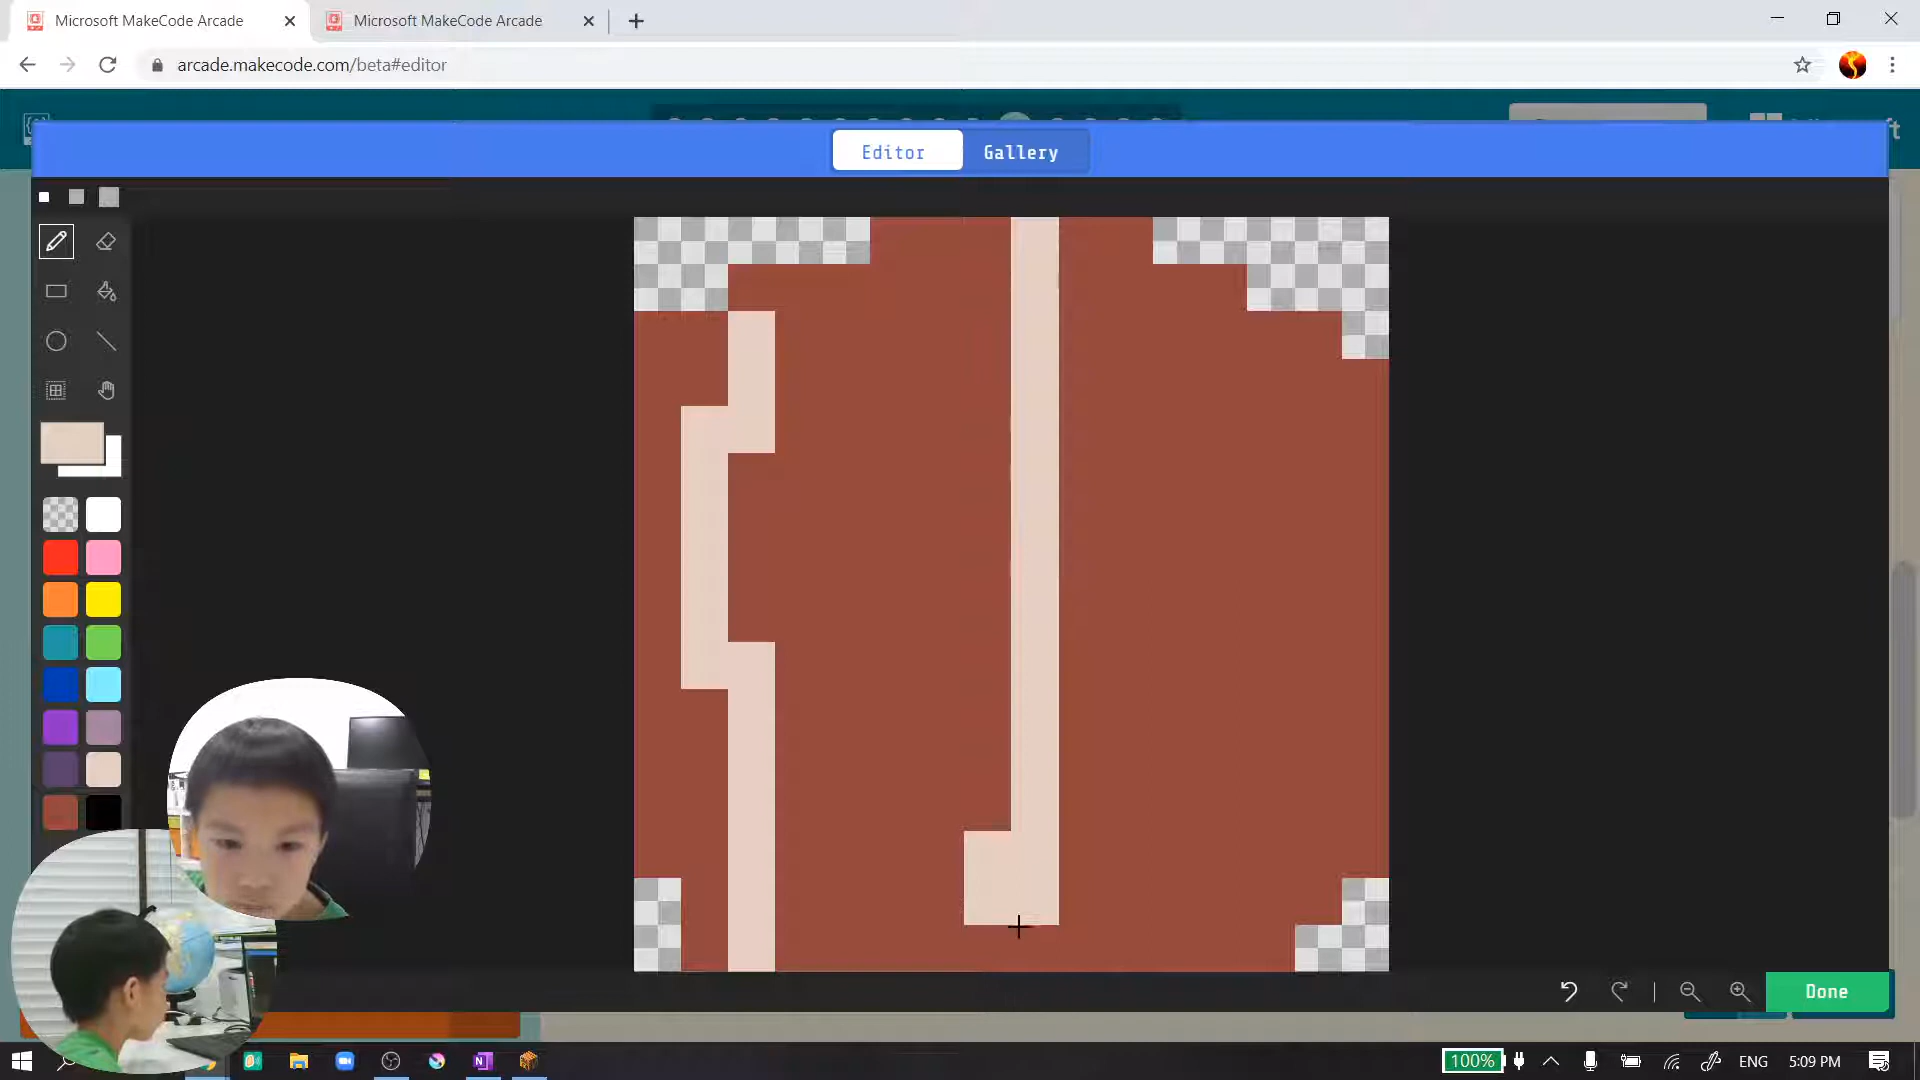 Microsoft MakeCode Arcade
Microsoft MakeCode Arcade
arcade.makecode.com/beta#editor
Editor
Gallery
Done
100%
ENG
5:09 PM